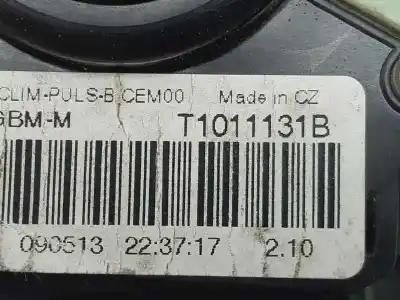 CLIM-PULS-B CEM00 Made in CZ
GBM-M T1011131B
090513 22:37:17 2.10